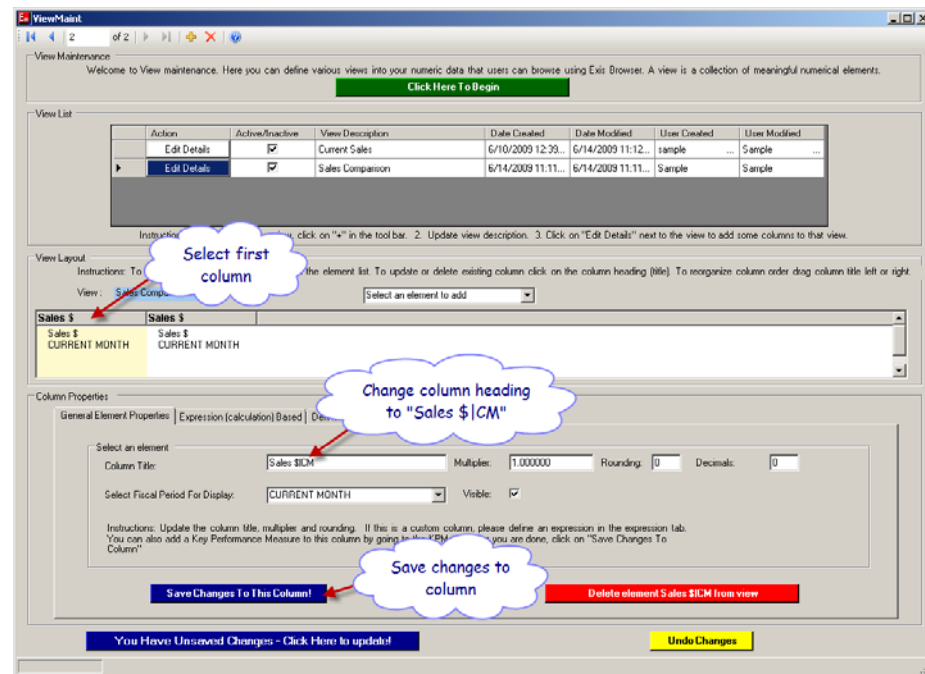 ViewMaint
2 of 2
View Maintenance
Welcome to View maintenance. Here you can define various views into your numeric data that users can browse using Exis Browser. A view is a collection of meaningful numerical elements.
Click Here To Begin
View List
Action Active/Inactive View Description Date Created Date Modified User Created User Modified
Edit Details Current Sales 6/10/2009 12:39... 6/14/2009 11:12... sample ... Sample ...
Edit Details Sales Comparison 6/14/2009 11:11... 6/14/2009 11:11... Sample Sample
click on "+" in the tool bar. 2. Update view description. 3. Click on "Edit Details" next to the view to add some columns to that view.
Select first
column
View Layout
Instructions: To the element list. To update or delete existing column click on the column heading (title). To reorganize column order drag column title left or right.
View: Sales Select an element to add
Sales $ Sales $
Sales $ Sales $
CURRENT MONTH CURRENT MONTH
Change column heading
to "Sales $|CM"
Column Properties
General Element Properties Expression (calculation) Based
Select an element
Column Title: Sales $|CM Multiplier: 1.000000 Rounding: 0 Decimals: 0
Select Fiscal Period For Display: CURRENT MONTH Visible:
Instructions: Update the column title, multiplier and rounding. If this is a custom column, please define an expression in the expression tab.
You can also add a Key Performance Measure to this column by going to the KPM you are done, click on "Save Changes To
Column"
Save changes to
column
Save Changes To This Column! Delete element Sales $|CM from view
You Have Unsaved Changes - Click Here to update! Undo Changes